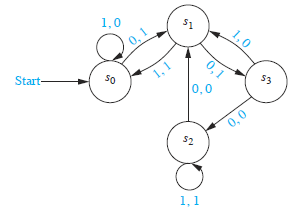 1, 0
s1
0, 1
1, 1
1, 0
0, 1
Start
s0
s3
0, 0
0, 0
s2
1, 1